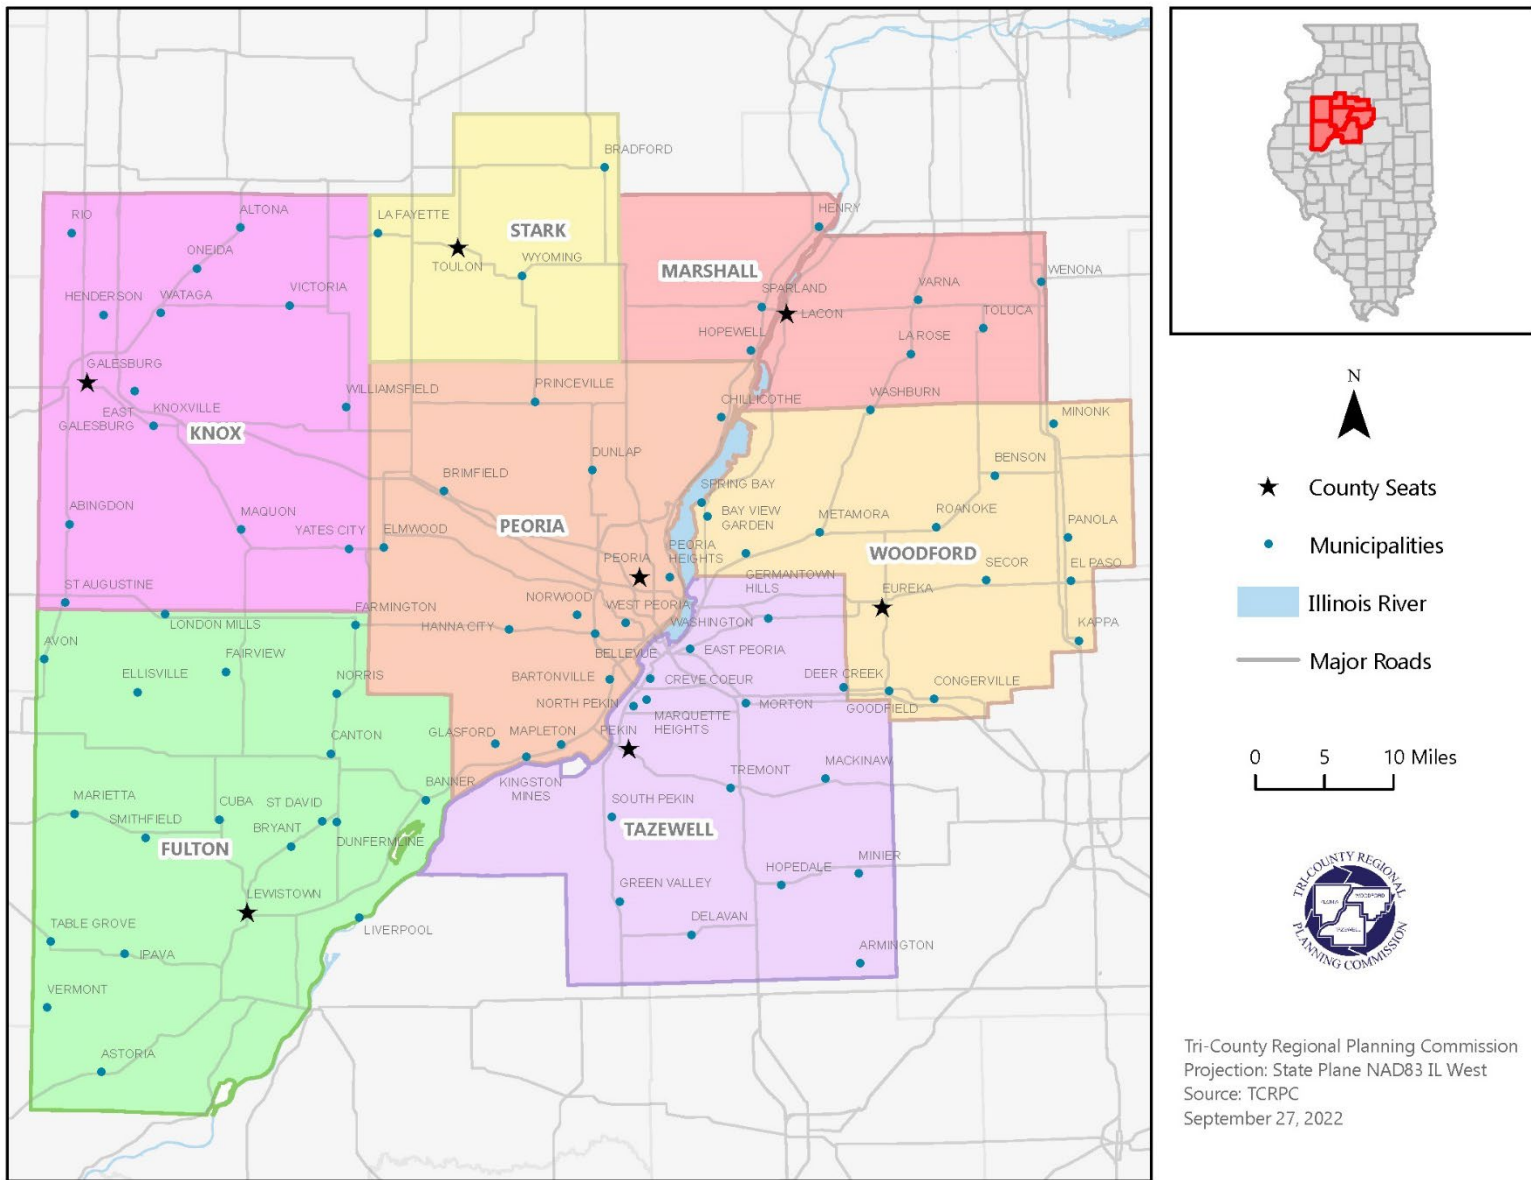 BRADFORD
RIO
ALTONA
LA FAYETTE
STARK
HENRY
ONEIDA
TOULON
WYOMING
MARSHALL
WENONA
HENDERSON
WATAGA
VICTORIA
SPARLAND
LACON
VARNA
TOLUCA
HOPEWELL
LA ROSE
GALESBURG
EAST
GALESBURG
KNOXVILLE
WILLIAMSFIELD
PRINCEVILLE
CHILLICOTHE
WASHBURN
MINONK
KNOX
DUNLAP
BRIMFIELD
BENSON
SPRING BAY
ABINGDON
MAQUON
YATES CITY
ELMWOOD
PEORIA
BAY VIEW
GARDEN
METAMORA
ROANOKE
PANOLA
PEORIA
PEORIA
HEIGHTS
WOODFORD
SECOR
EL PASO
ST AUGUSTINE
GERMANTOWN
HILLS
EUREKA
LONDON MILLS
FARMINGTON
HANNA CITY
NORWOOD
WEST PEORIA
WASHINGTON
KAPPA
AVON
FAIRVIEW
BELLEVUE
EAST PEORIA
ELLISVILLE
NORRIS
BARTONVILLE
CREVE COEUR
DEER CREEK
CONGERVILLE
NORTH PEKIN
MORTON
GOODFIELD
GLASFORD
MAPLETON
PEKIN
MARQUETTE
HEIGHTS
CANTON
BANNER
KINGSTON
MINES
TREMONT
MACKINAW
MARIETTA
SMITHFIELD
CUBA
ST DAVID
BRYANT
DUNFERMLINE
SOUTH PEKIN
TAZEWELL
FULTON
LEWISTOWN
HOPEDALE
MINIER
GREEN VALLEY
TABLE GROVE
IPAVA
LIVERPOOL
DELAVAN
ARMINGTON
VERMONT
ASTORIA
N
County Seats
Municipalities
Illinois River
Major Roads
0 5 10 Miles
TRI-COUNTY REGIONAL
PEORIA
WOODFORD
TAZEWELL
PLANNING COMMISSION
Tri-County Regional Planning Commission
Projection: State Plane NAD83 IL West
Source: TCRPC
September 27, 2022